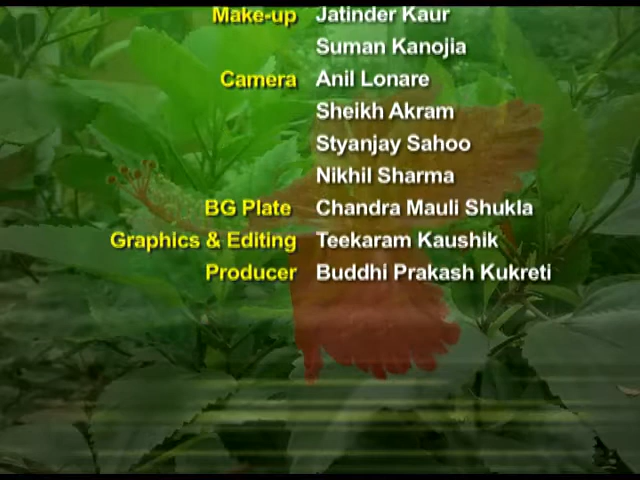 Make-up Jatinder Kaur
Suman Kanojia
Camera Anil Lonare
Sheikh Akram
Styanjay Sahoo
Nikhil Sharma
BG Plate Chandra Mauli Shukla
Graphics & Editing Teekaram Kaushik
Producer Buddhi Prakash Kukreti